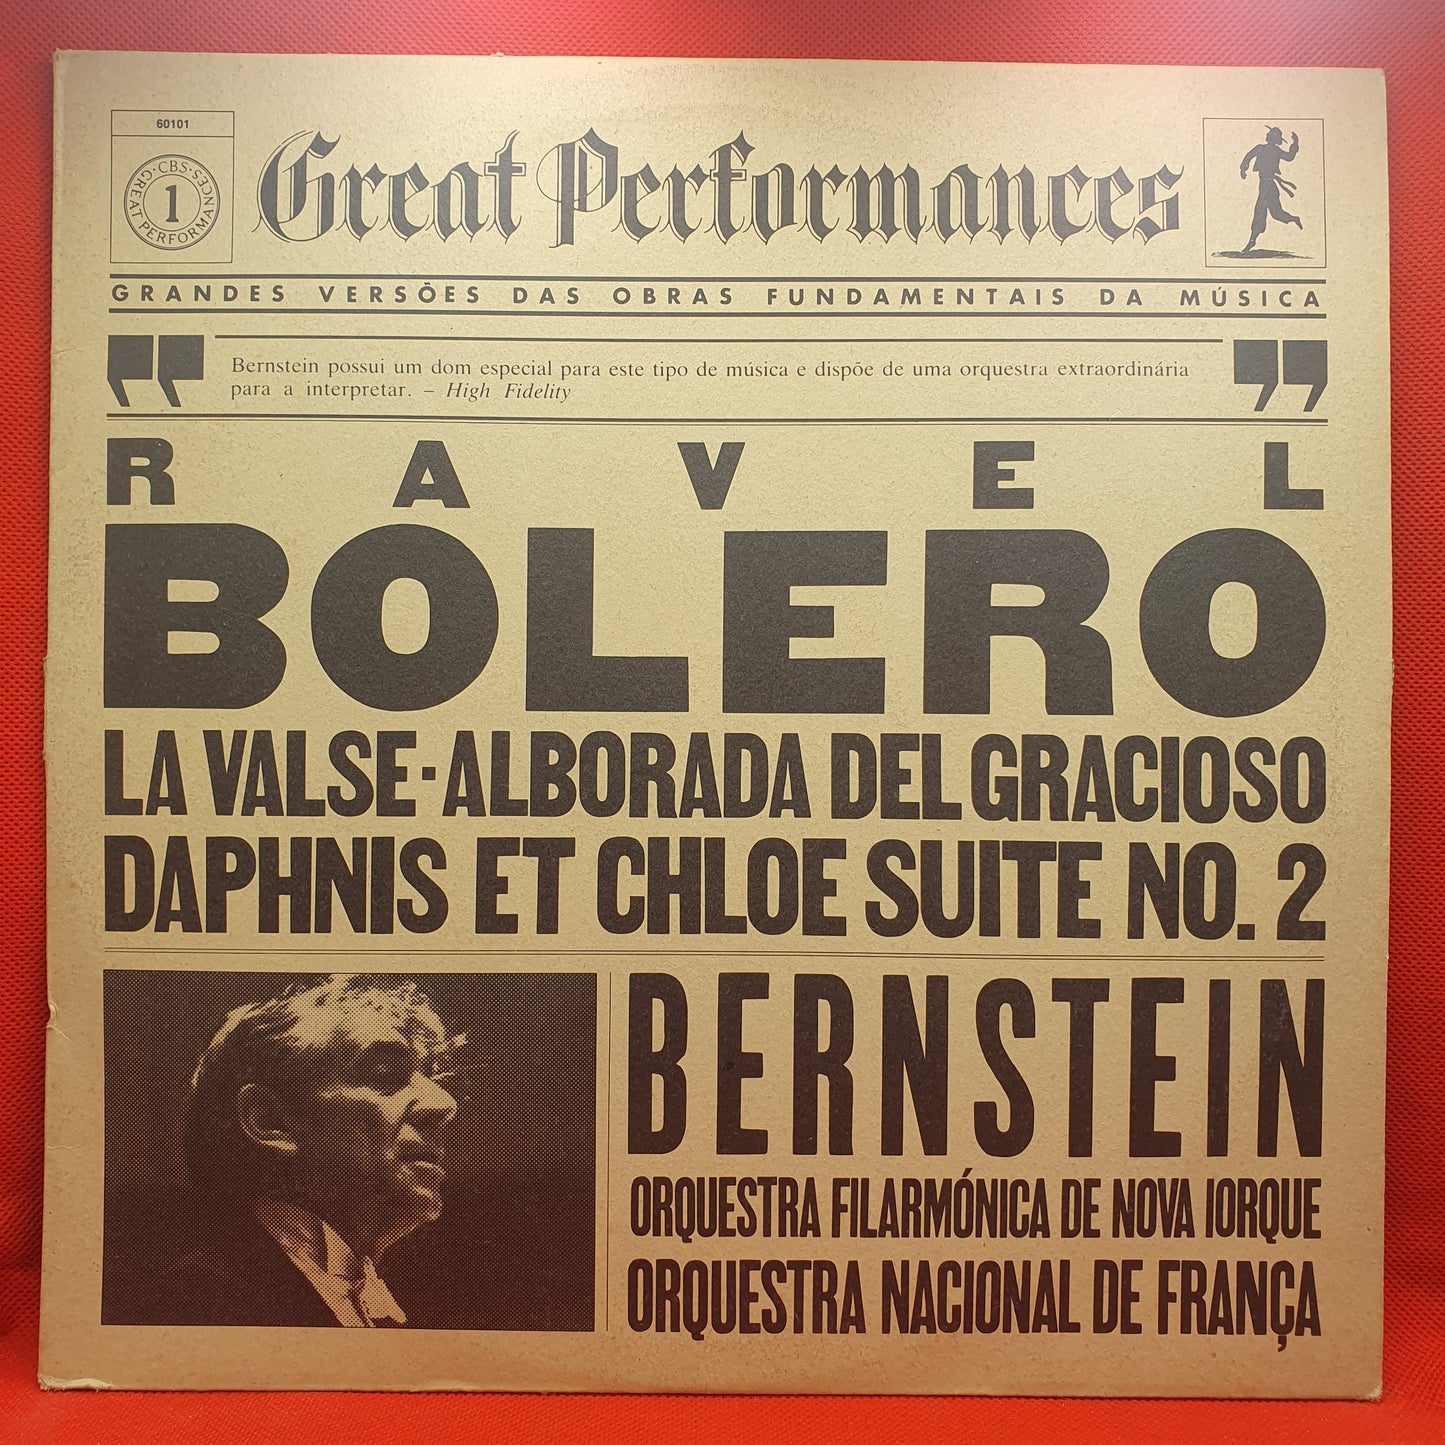 60101
CBS
GREAT PERFORMANCES
1
Great Performances
GRANDES VERSÕES DAS OBRAS FUNDAMENTAIS DA MÚSICA
"Bernstein possui um dom especial para este tipo de música e dispõe de uma orquestra extraordinária
para a interpretar. – High Fidelity"
RAVEL
BOLERO
LA VALSE·ALBORADA DEL GRACIOSO
DAPHNIS ET CHLOE SUITE NO. 2
BERNSTEIN
ORQUESTRA FILARMÓNICA DE NOVA IORQUE
ORQUESTRA NACIONAL DE FRANÇA